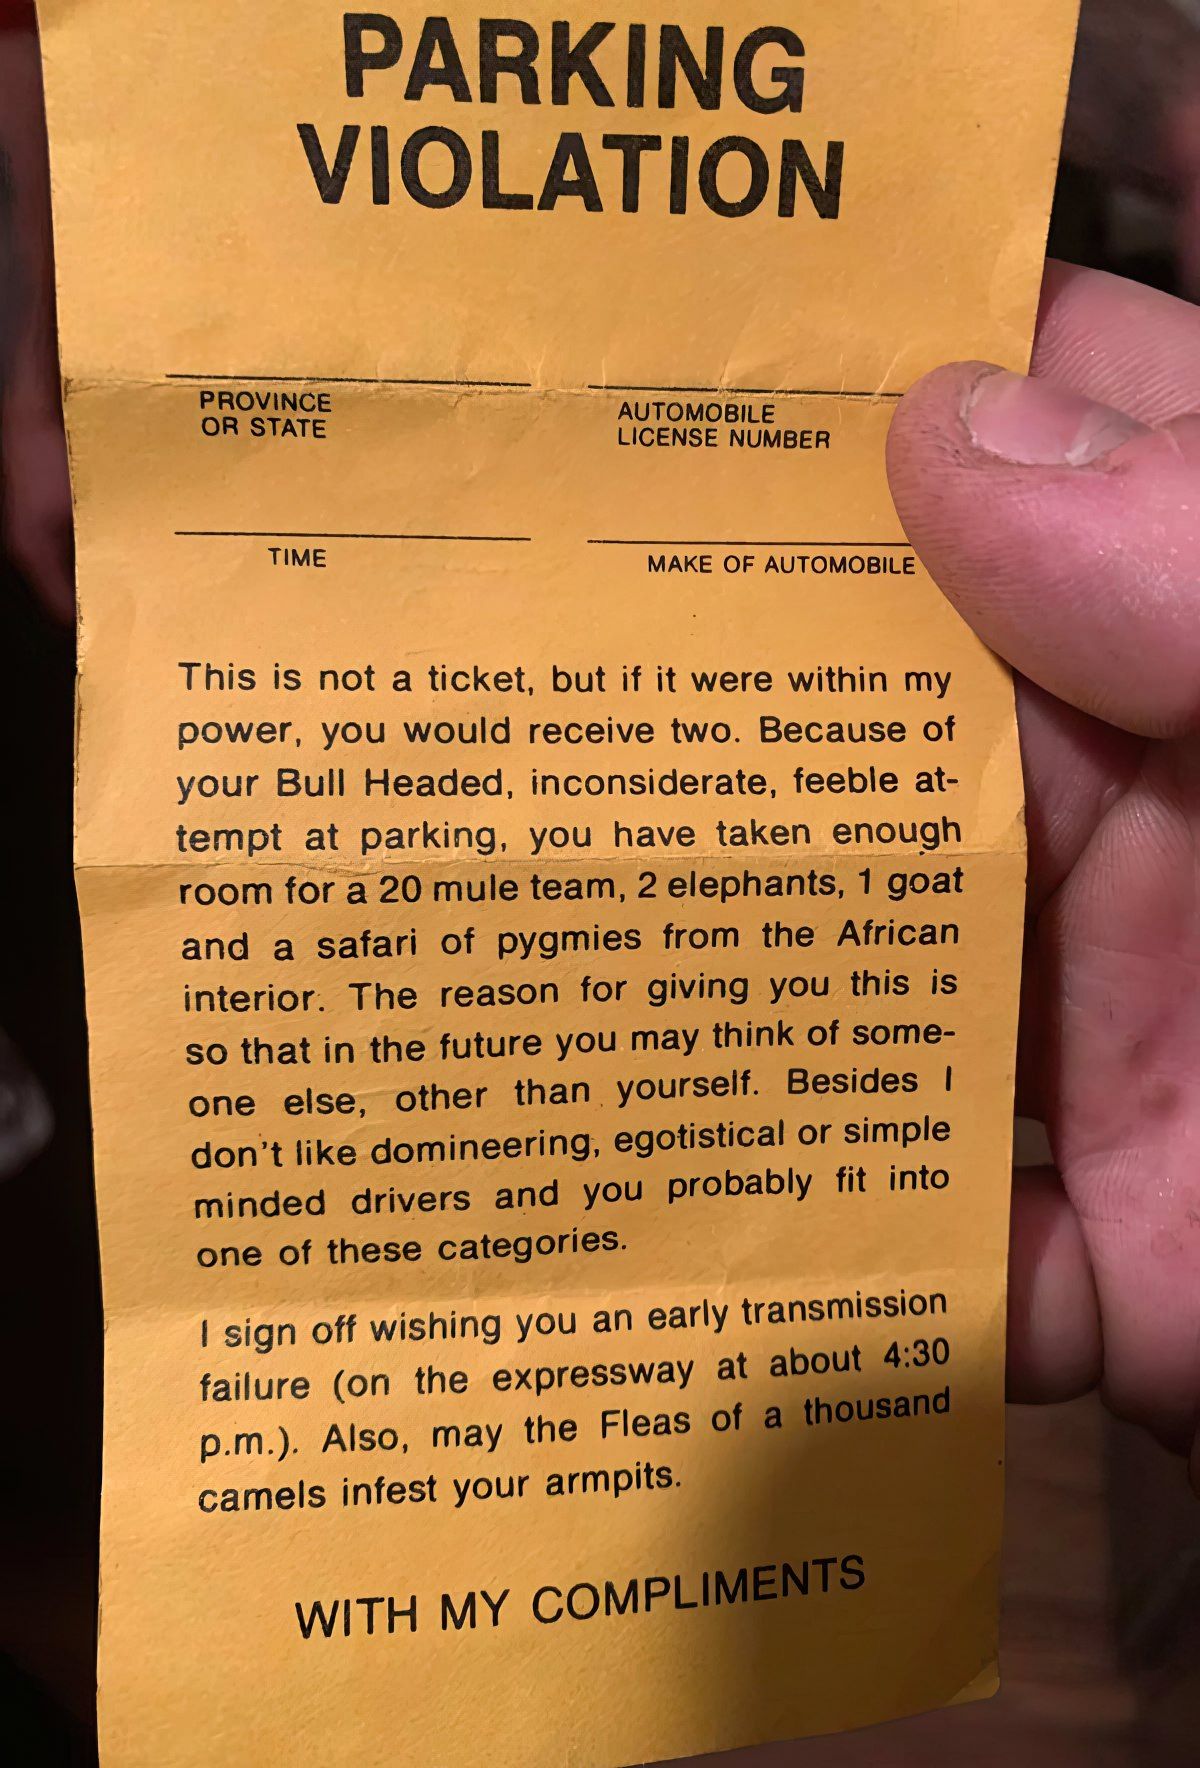 PARKING
VIOLATION
PROVINCE
OR STATE
AUTOMOBILE
LICENSE NUMBER
TIME
MAKE OF AUTOMOBILE
This is not a ticket, but if it were within my
power, you would receive two. Because of
your Bull Headed, inconsiderate, feeble at-
tempt at parking, you have taken enough
room for a 20 mule team, 2 elephants, 1 goat
and a safari of pygmies from the African
interior. The reason for giving you this is
so that in the future you may think of some-
one else, other than yourself. Besides I
don't like domineering, egotistical or simple
minded drivers and you probably fit into
one of these categories.
I sign off wishing you an early transmission
failure (on the expressway at about 4:30
p.m.). Also, may the Fleas of a thousand
camels infest your armpits.
WITH MY COMPLIMENTS